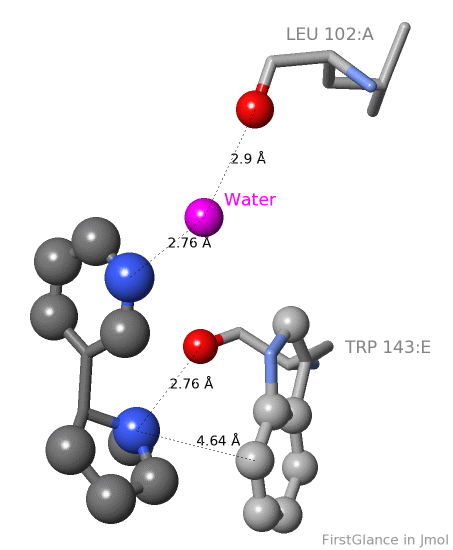 LEU 102:A
2.9 Å
Water
2.76 Å
TRP 143:E
2.76 Å
4.64 Å
FirstGlance in Jmol